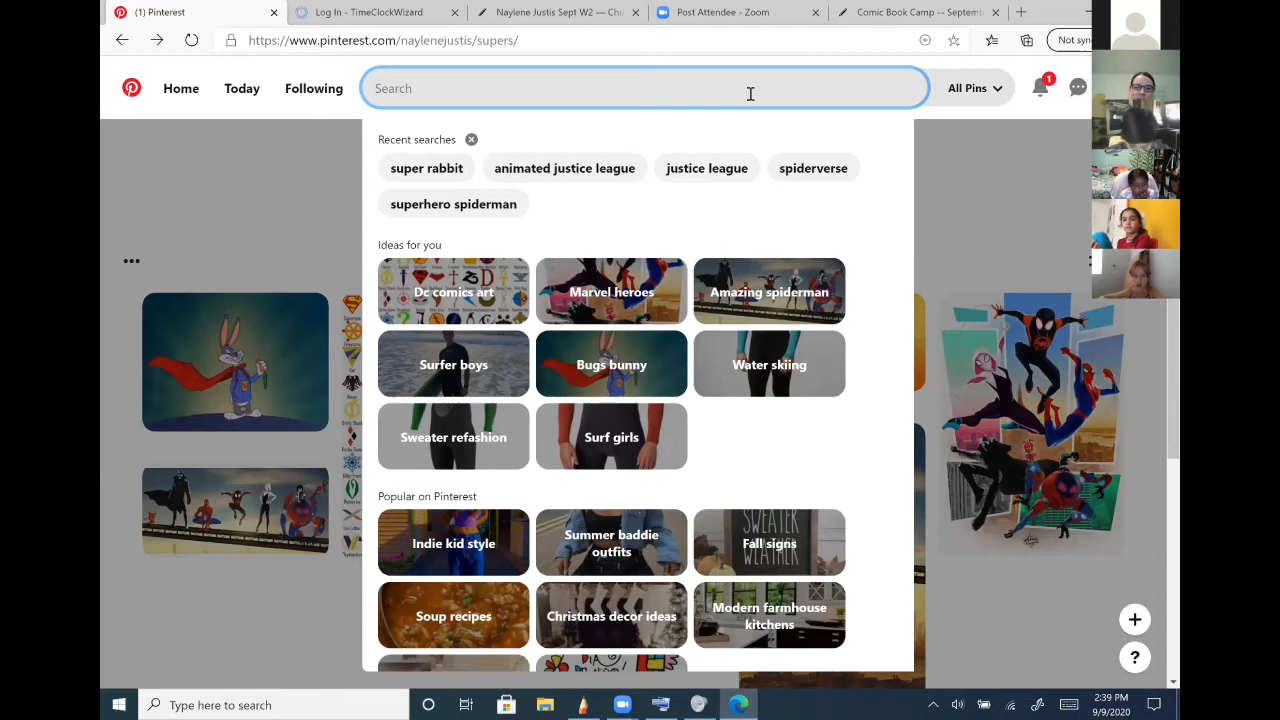 (1) Pinterest
Log In - TimeClockWizard
Naylene Justis Sept W2 — Chu
Post Attendee - Zoom
Comic Book Camp -- Septemb
https://www.pinterest.com/naylenejustis/supers/
Not syn
Home
Today
Following
Search
All Pins
1
Recent searches
super rabbit
animated justice league
justice league
spiderverse
superhero spiderman
Ideas for you
Dc comics art
Marvel heroes
Amazing spiderman
Surfer boys
Bugs bunny
Water skiing
Sweater refashion
Surf girls
Popular on Pinterest
Indie kid style
Summer baddie
outfits
SWEATER
WEATHER
Fall signs
Soup recipes
Christmas decor ideas
Modern farmhouse
kitchens
Type here to search
2:39 PM
9/9/2020